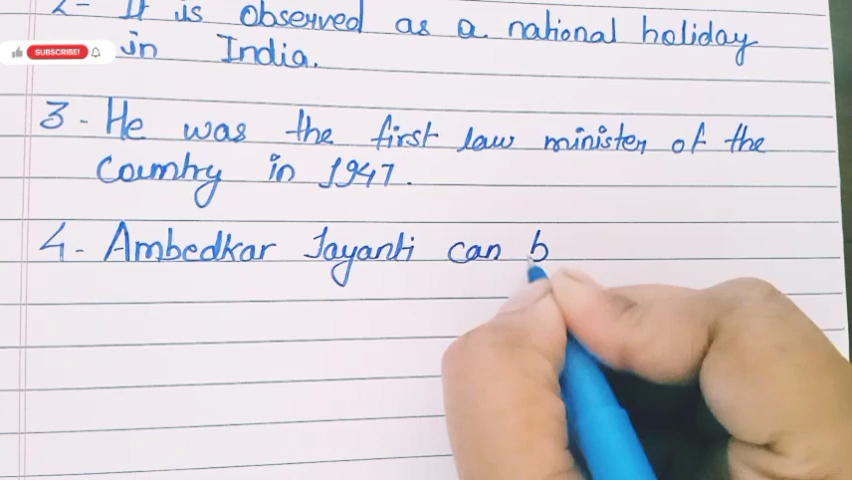 2- It is observed as a national holiday
SUBSCRIBE!
in India.
3- He was the first law minister of the
Country in 1947.
4- Ambedkar Jayanti can b